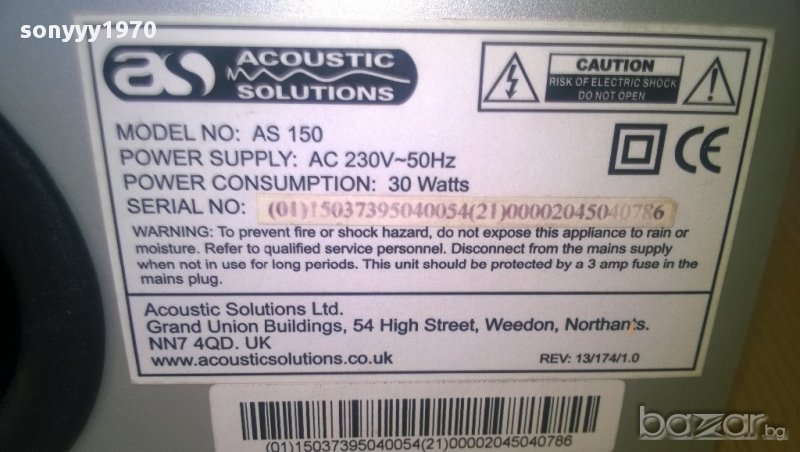 sonyyy1970
as ACOUSTIC
SOLUTIONS
CAUTION
RISK OF ELECTRIC SHOCK
DO NOT OPEN
MODEL NO: AS 150
POWER SUPPLY: AC 230V~50Hz
POWER CONSUMPTION: 30 Watts
SERIAL NO: (01)15037395040054(21)00002045040786
CE
WARNING: To prevent fire or shock hazard, do not expose this appliance to rain or
moisture. Refer to qualified service personnel. Disconnect from the mains supply
when not in use for long periods. This unit should be protected by a 3 amp fuse in the
mains plug.
Acoustic Solutions Ltd.
Grand Union Buildings, 54 High Street, Weedon, Northan's.
NN7 4QD. UK
www.acousticsolutions.co.uk
REV: 13/174/1.0
(01)15037395040054(21)00002045040786
bazar.bg